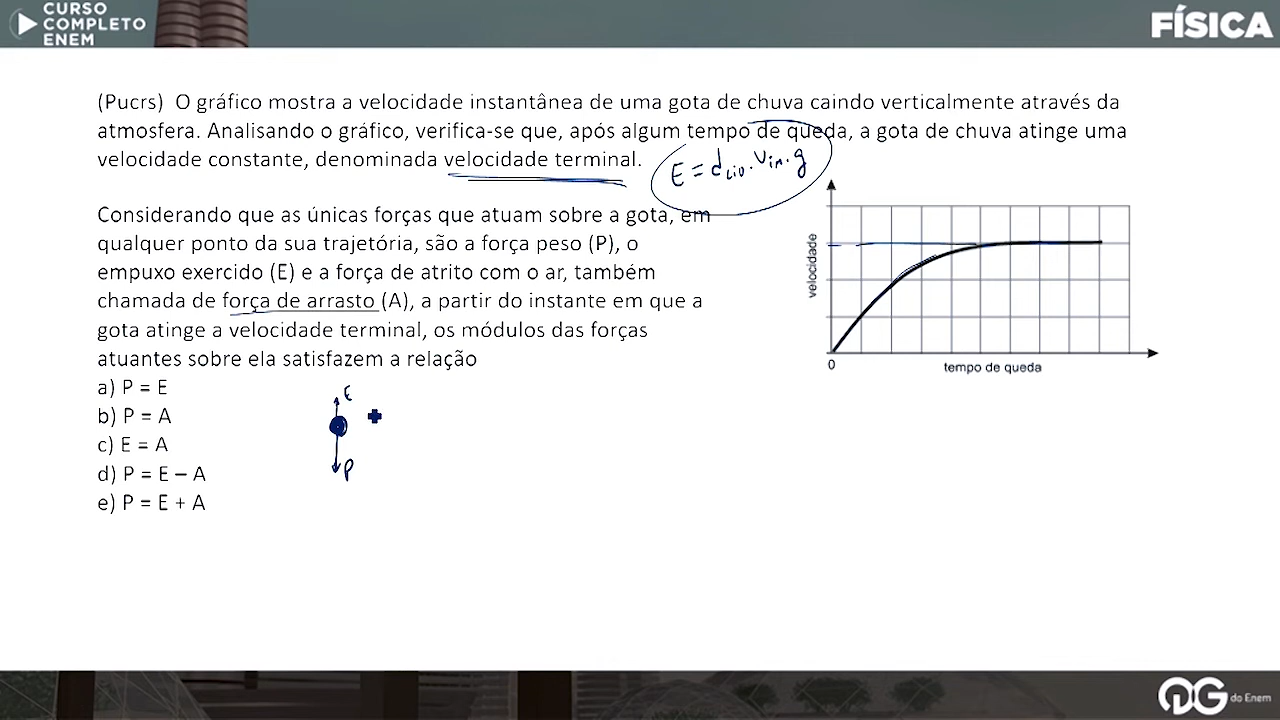 CURSO
COMPLETO
ENEM
FÍSICA
(Pucrs) O gráfico mostra a velocidade instantânea de uma gota de chuva caindo verticalmente através da
atmosfera. Analisando o gráfico, verifica-se que, após algum tempo de queda, a gota de chuva atinge uma
velocidade constante, denominada velocidade terminal.
E = dLIQ . Vim . g
Considerando que as únicas forças que atuam sobre a gota, em
qualquer ponto da sua trajetória, são a força peso (P), o
empuxo exercido (E) e a força de atrito com o ar, também
chamada de força de arrasto (A), a partir do instante em que a
gota atinge a velocidade terminal, os módulos das forças
atuantes sobre ela satisfazem a relação
a) P = E
b) P = A
c) E = A
d) P = E – A
e) P = E + A
E
P
velocidade
0
tempo de queda
QG do Enem